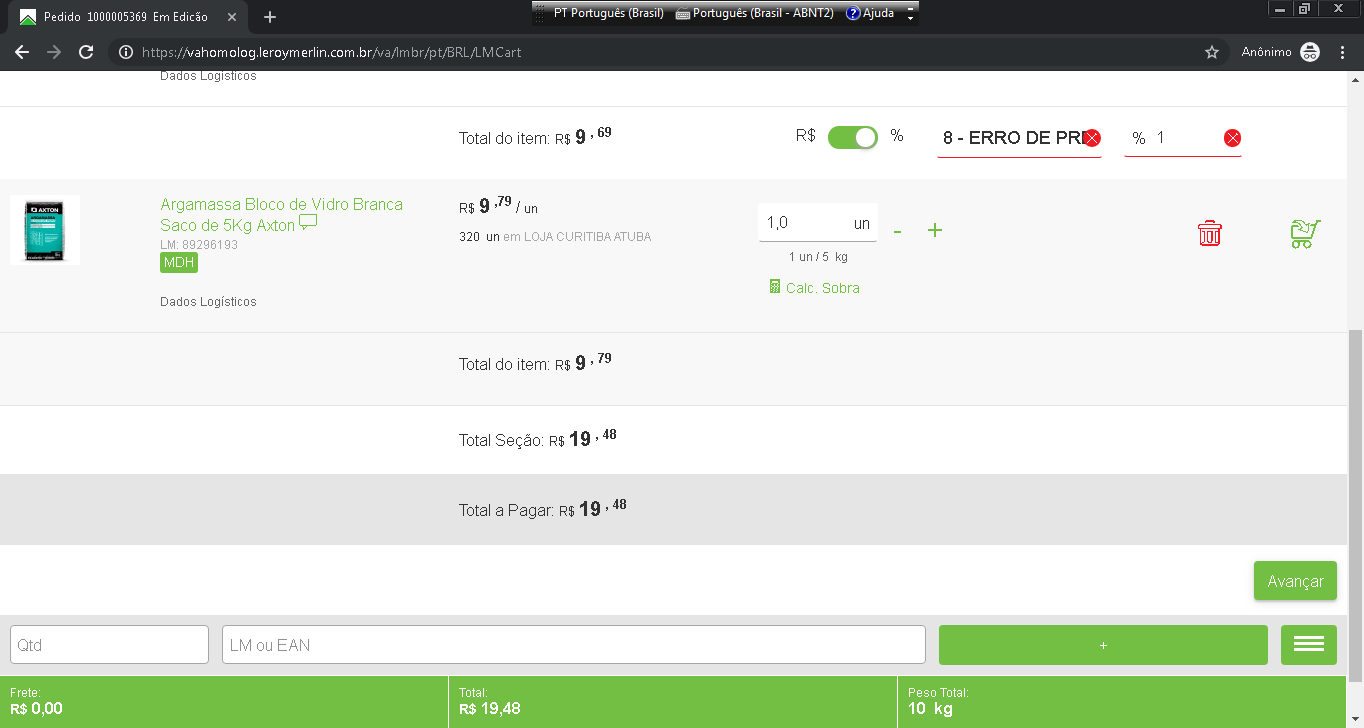 Pedido 1000005369 Em Edicão
PT Português (Brasil) Português (Brasil - ABNT2) Ajuda
https://vahomolog.leroymerlin.com.br/va/lmbr/pt/BRL/LMCart
Anônimo
Dados Logísticos
Total do item: R$ 9 , 69 R$ % 8 - ERRO DE PRE % 1
Argamassa Bloco de Vidro Branca
Saco de 5Kg Axton
LM: 89296193
MDH
Dados Logísticos
AXTON
R$ 9 ,79 / un
320 un em LOJA CURITIBA ATUBA
1,0 un - +
1 un / 5 kg
Calc. Sobra
Total do item: R$ 9 , 79
Total Seção: R$ 19 , 48
Total a Pagar: R$ 19 , 48
Avançar
Qtd LM ou EAN +
Frete:
R$ 0,00
Total:
R$ 19,48
Peso Total:
10 kg